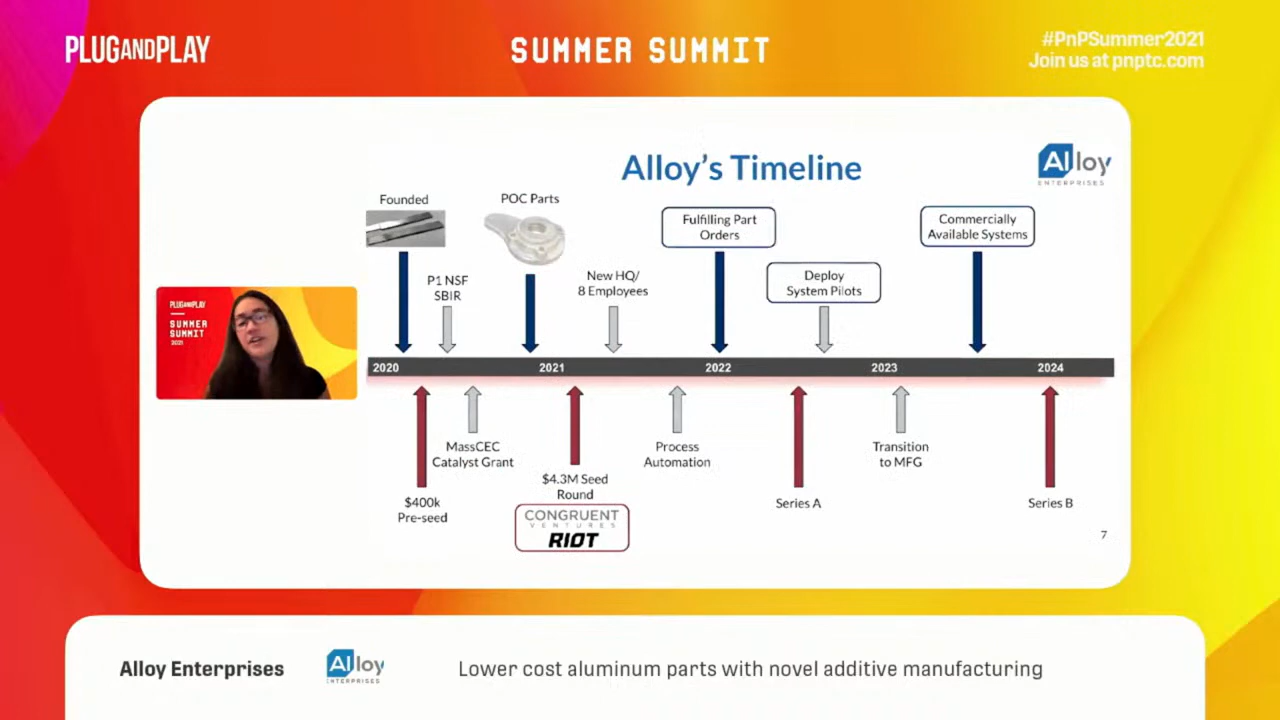 PLUGANDPLAY
SUMMER SUMMIT
#PnPSummer2021
Join us at pnptc.com
Alloy's Timeline
Alloy
ENTERPRISES
Founded
POC Parts
Fulfilling Part
Orders
Commercially
Available Systems
P1 NSF
SBIR
New HQ/
8 Employees
Deploy
System Pilots
PLUGANDPLAY
SUMMER
SUMMIT
2021
2020
2021
2022
2023
2024
MassCEC
Catalyst Grant
Process
Automation
Transition
to MFG
$4.3M Seed
Round
$400k
Pre-seed
Series A
Series B
CONGRUENT
VENTURES
RIOT
7
Alloy Enterprises
Alloy
ENTERPRISES
Lower cost aluminum parts with novel additive manufacturing